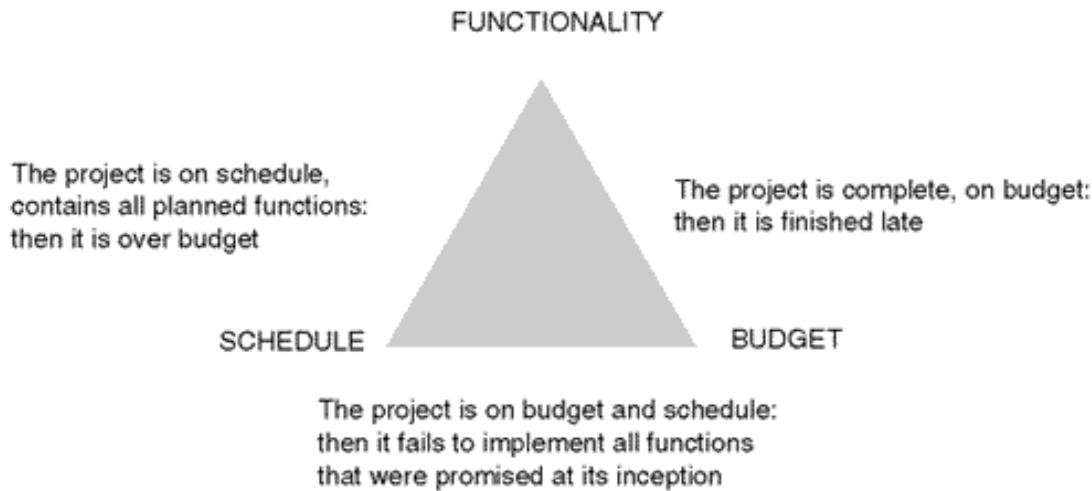 FUNCTIONALITY
The project is on schedule,
contains all planned functions:
then it is over budget
The project is complete, on budget:
then it is finished late
SCHEDULE
BUDGET
The project is on budget and schedule:
then it fails to implement all functions
that were promised at its inception